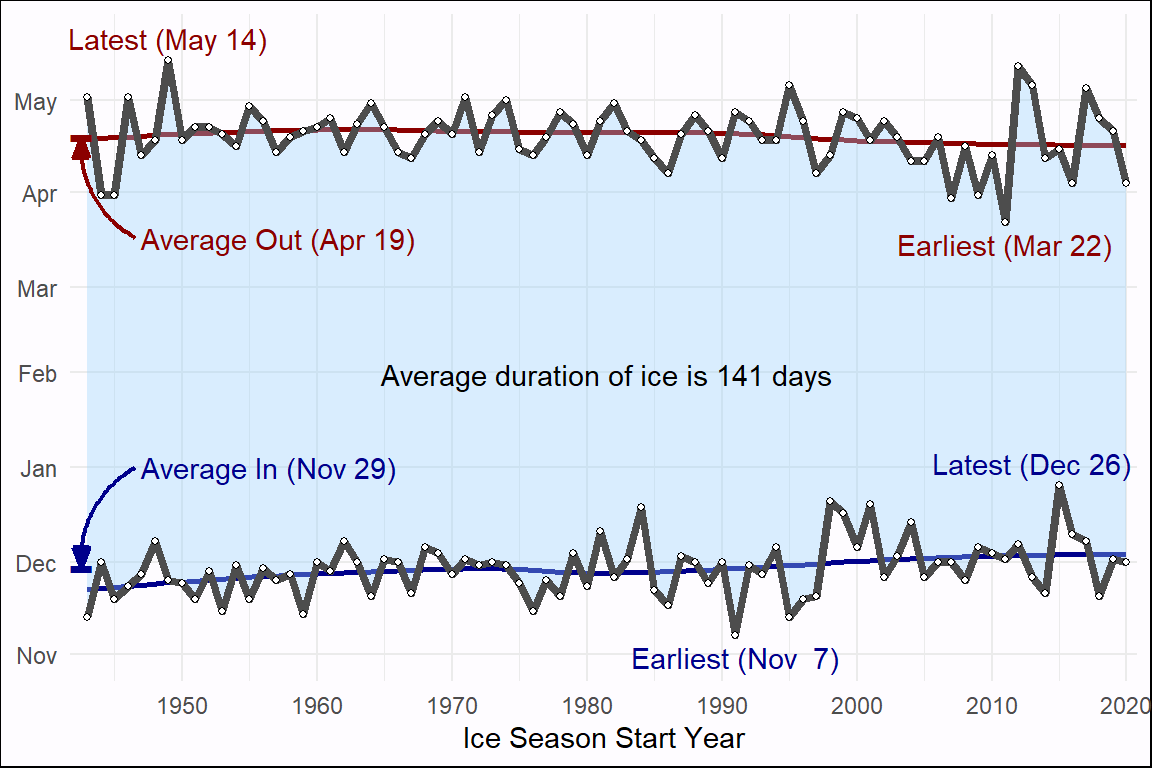 Latest (May 14)
May
Apr
Average Out (Apr 19)
Earliest (Mar 22)
Mar
Feb
Average duration of ice is 141 days
Jan
Average In (Nov 29)
Latest (Dec 26)
Dec
Nov
Earliest (Nov  7)
1950 1960 1970 1980 1990 2000 2010 2020
Ice Season Start Year